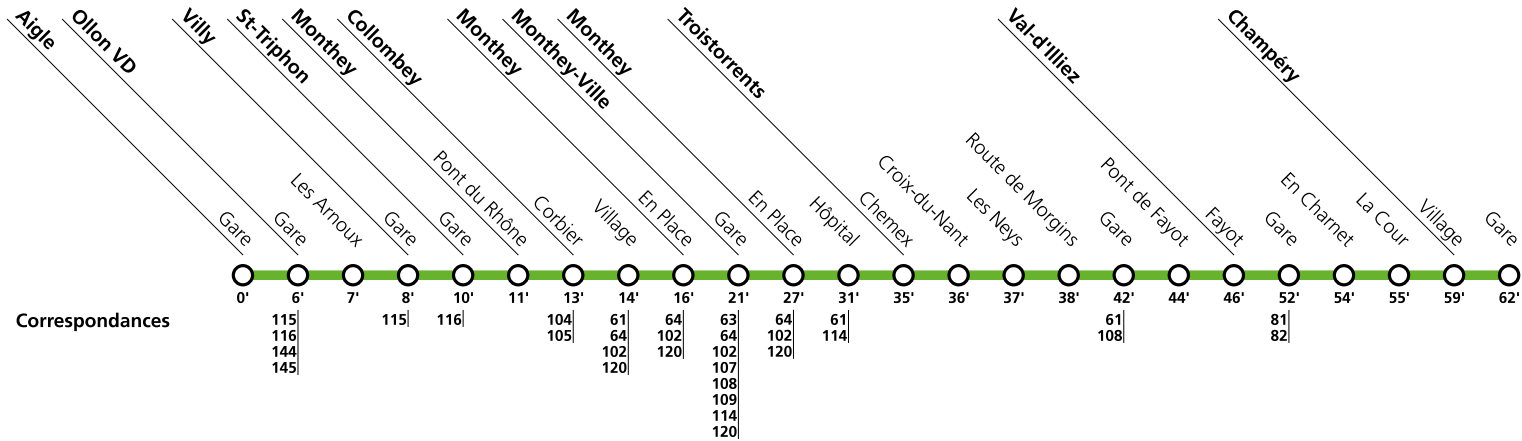 Aigle
Ollon VD
Villy
St-Triphon
Monthey
Collombey
Monthey
Monthey-Ville
Monthey
Troistorrents
Val-d'Illiez
Champéry
Gare
Gare
Les Arnoux
Gare
Gare
Pont du Rhône
Corbier
Village
En Place
Gare
En Place
Hôpital
Chemex
Croix-du-Nant
Les Neys
Route de Morgins
Gare
Pont de Fayot
Fayot
Gare
En Charnet
La Cour
Village
Gare
0' 6' 7' 8' 10' 11' 13' 14' 16' 21' 27' 31' 35' 36' 37' 38' 42' 44' 46' 52' 54' 55' 59' 62'
Correspondances 115 115 116 104 61 64 63 64 61 61 81
116 105 64 102 64 102 114 108 82
144 102 120 102 120
145 120 107
108
109
114
120